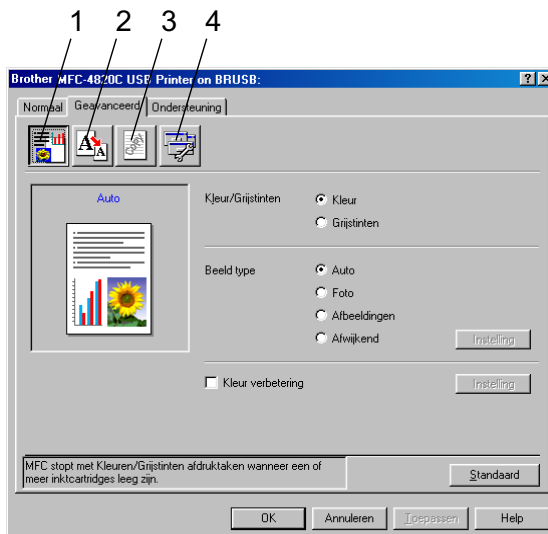 1 2 3 4
Brother MFC-4820C USB Printer on BRUSB:
Normaal Geavanceerd Ondersteuning
A A Copy
Auto Kleur/Grijstinten Kleur
Grijstinten
Beeld type Auto
Foto
Afbeeldingen
Afwijkend Instelling
Kleur verbetering Instelling
MFC stopt met Kleuren/Grijstinten afdruktaken wanneer een of
meer inktcartridges leeg zijn.
Standaard
OK Annuleren Toepassen Help